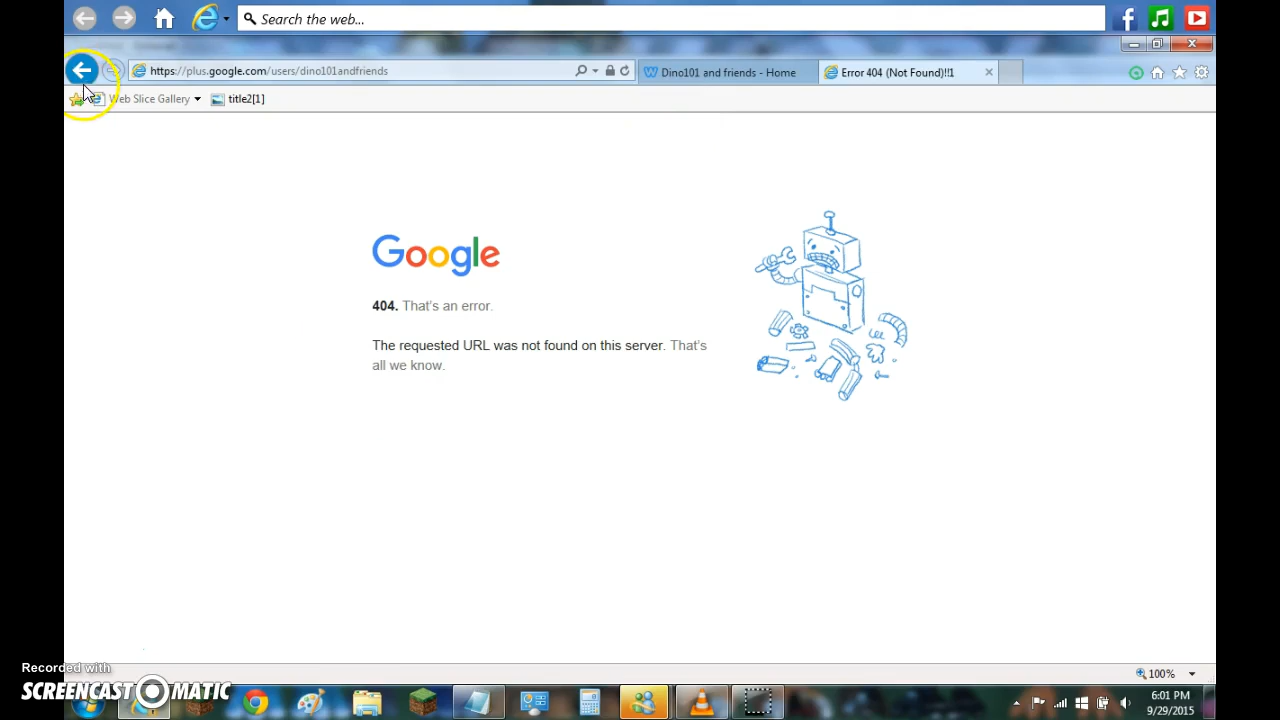 Search the web...
https://plus.google.com/users/dino101andfriends
Dino101 and friends - Home
Error 404 (Not Found)!!1
Web Slice Gallery
title2[1]
Google
404. That's an error.
The requested URL was not found on this server. That's
all we know.
100%
Recorded with
SCREENCAST MATIC
6:01 PM
9/29/2015